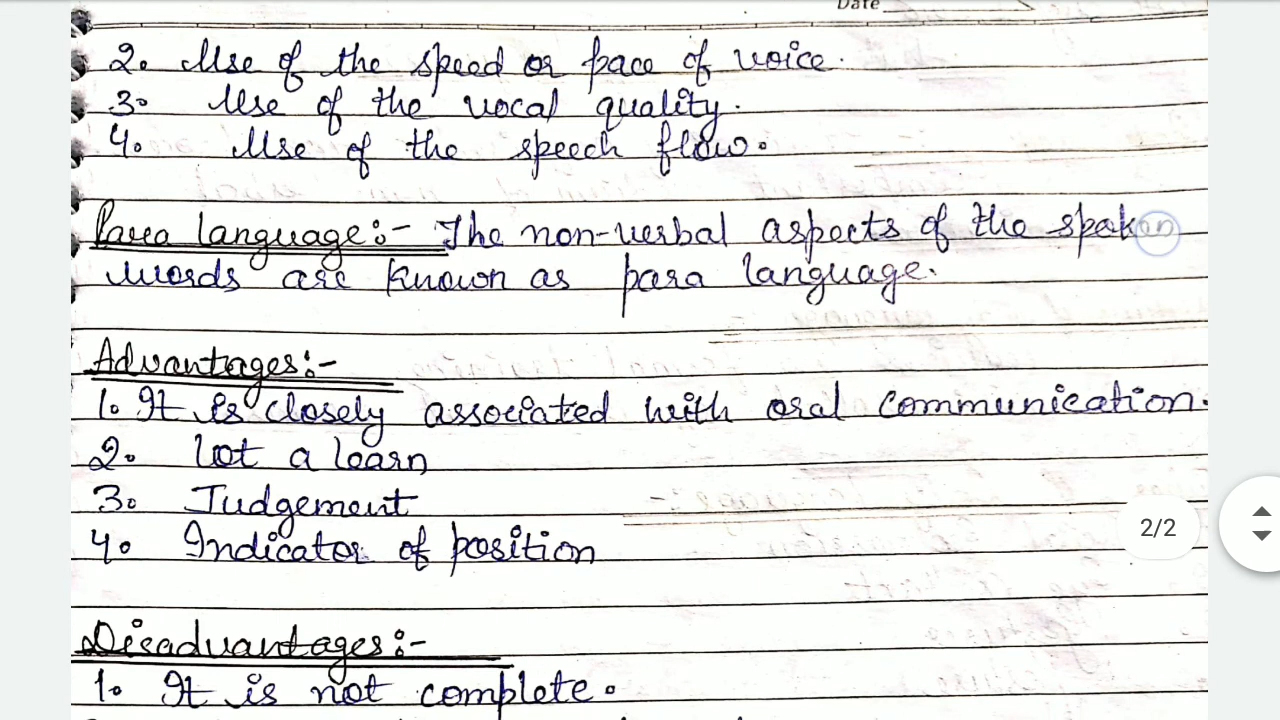 Date
2. Use of the speed or pace of voice.
3. Use of the vocal quality.
4. Use of the speech flow.
Para language:- The non-verbal aspects of the spoken
words are known as para language.
Advantages:-
1. It is closely associated with oral communication.
2. Lot a learn
3. Judgement
4. Indicator of position
2/2
Disadvantages:-
1. It is not complete.